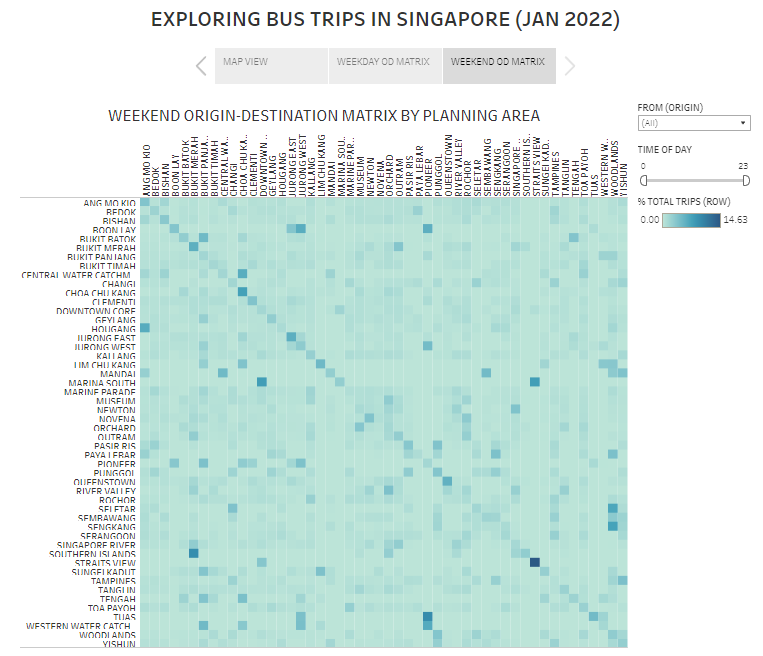 EXPLORING BUS TRIPS IN SINGAPORE (JAN 2022)
MAP VIEW
WEEKDAY OD MATRIX
WEEKEND OD MATRIX
WEEKEND ORIGIN-DESTINATION MATRIX BY PLANNING AREA
FROM (ORIGIN)
(All)
TIME OF DAY
0
23
% TOTAL TRIPS (ROW)
0.00
14.63
ANG MO KIO
BEDOK
BISHAN
BOON LAY
BUKIT BATOK
BUKIT MERAH
BUKIT PANJA..
BUKIT TIMAH
CENTRAL WA..
CHANGI
CHOA CHU KA..
CLEMENTI
DOWNTOWN ..
GEYLANG
HOUGANG
JURONG EAST
JURONG WEST
KALLANG
LIM CHU KANG
MANDAI
MARINA SOU..
MARINE PAR..
MUSEUM
NEWTON
NOVENA
ORCHARD
OUTRAM
PASIR RIS
PAYA LEBAR
PIONEER
PUNGGOL
QUEENSTOWN
RIVER VALLEY
ROCHOR
SELETAR
SEMBAWANG
SENGKANG
SERANGOON
SINGAPORE..
SOUTHERN IS..
STRAITS VIEW
SUNGEI KAD..
TAMPINES
TANGLIN
TENGAH
TOA PAYOH
TUAS
WESTERN W..
WOODLANDS
YISHUN
ANG MO KIO
BEDOK
BISHAN
BOON LAY
BUKIT BATOK
BUKIT MERAH
BUKIT PANJANG
BUKIT TIMAH
CENTRAL WATER CATCHM..
CHANGI
CHOA CHU KANG
CLEMENTI
DOWNTOWN CORE
GEYLANG
HOUGANG
JURONG EAST
JURONG WEST
KALLANG
LIM CHU KANG
MANDAI
MARINA SOUTH
MARINE PARADE
MUSEUM
NEWTON
NOVENA
ORCHARD
OUTRAM
PASIR RIS
PAYA LEBAR
PIONEER
PUNGGOL
QUEENSTOWN
RIVER VALLEY
ROCHOR
SELETAR
SEMBAWANG
SENGKANG
SERANGOON
SINGAPORE RIVER
SOUTHERN ISLANDS
STRAITS VIEW
SUNGEI KADUT
TAMPINES
TANGLIN
TENGAH
TOA PAYOH
TUAS
WESTERN WATER CATCH..
WOODLANDS
YISHUN